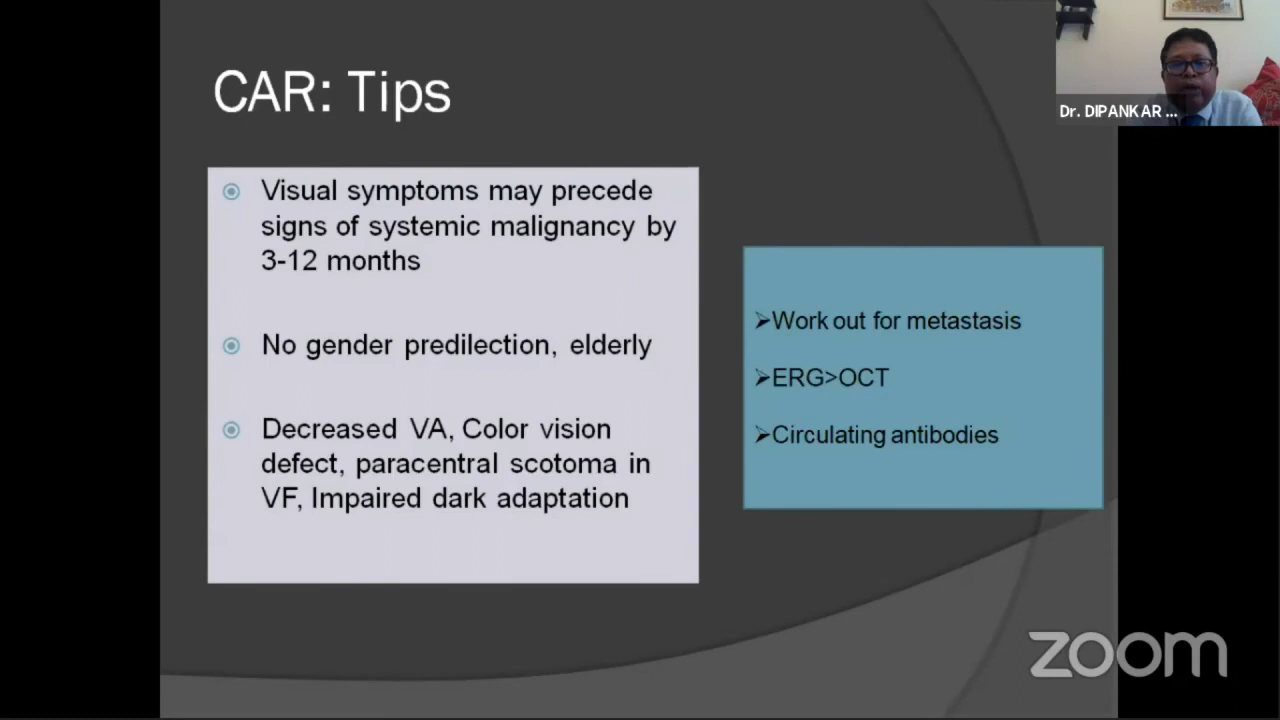 CAR: Tips
Visual symptoms may precede
signs of systemic malignancy by
3-12 months
No gender predilection, elderly
Decreased VA, Color vision
defect, paracentral scotoma in
VF, Impaired dark adaptation
➢Work out for metastasis
➢ERG>OCT
➢Circulating antibodies
Dr. DIPANKAR ...
zoom